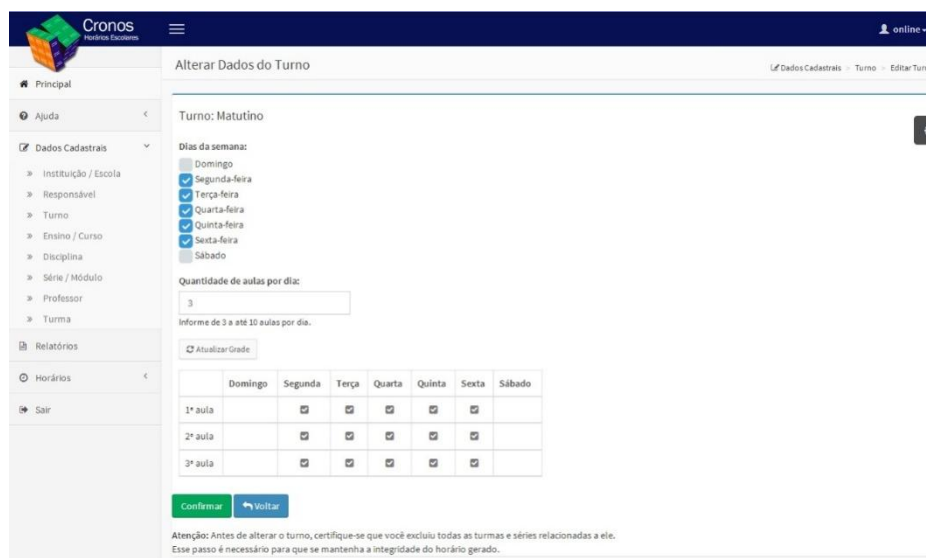 Cronos
Horários Escolares
online
Alterar Dados do Turno
Dados Cadastrais > Turno > Editar Tur
Principal
Ajuda
Dados Cadastrais
» Instituição / Escola
» Responsável
» Turno
» Ensino / Curso
» Disciplina
» Série / Módulo
» Professor
» Turma
Relatórios
Horários
Sair
Turno: Matutino
Dias da semana:
Domingo
Segunda-feira
Terça-feira
Quarta-feira
Quinta-feira
Sexta-feira
Sábado
Quantidade de aulas por dia:
3
Informe de 3 a até 10 aulas por dia.
Atualizar Grade
Domingo Segunda Terça Quarta Quinta Sexta Sábado
1ª aula
2ª aula
3ª aula
Confirmar Voltar
Atenção: Antes de alterar o turno, certifique-se que você excluiu todas as turmas e séries relacionadas a ele.
Esse passo é necessário para que se mantenha a integridade do horário gerado.